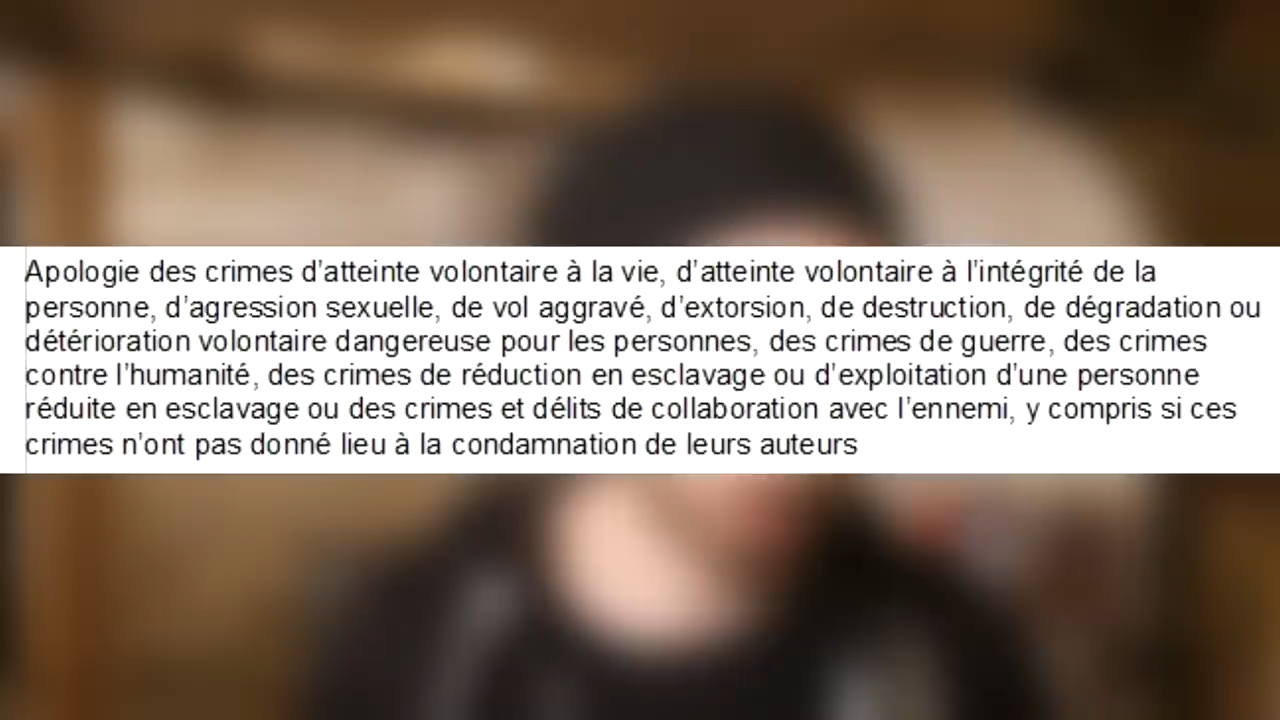 Apologie des crimes d’atteinte volontaire à la vie, d’atteinte volontaire à l’intégrité de la
personne, d’agression sexuelle, de vol aggravé, d’extorsion, de destruction, de dégradation ou
détérioration volontaire dangereuse pour les personnes, des crimes de guerre, des crimes
contre l’humanité, des crimes de réduction en esclavage ou d’exploitation d’une personne
réduite en esclavage ou des crimes et délits de collaboration avec l’ennemi, y compris si ces
crimes n’ont pas donné lieu à la condamnation de leurs auteurs